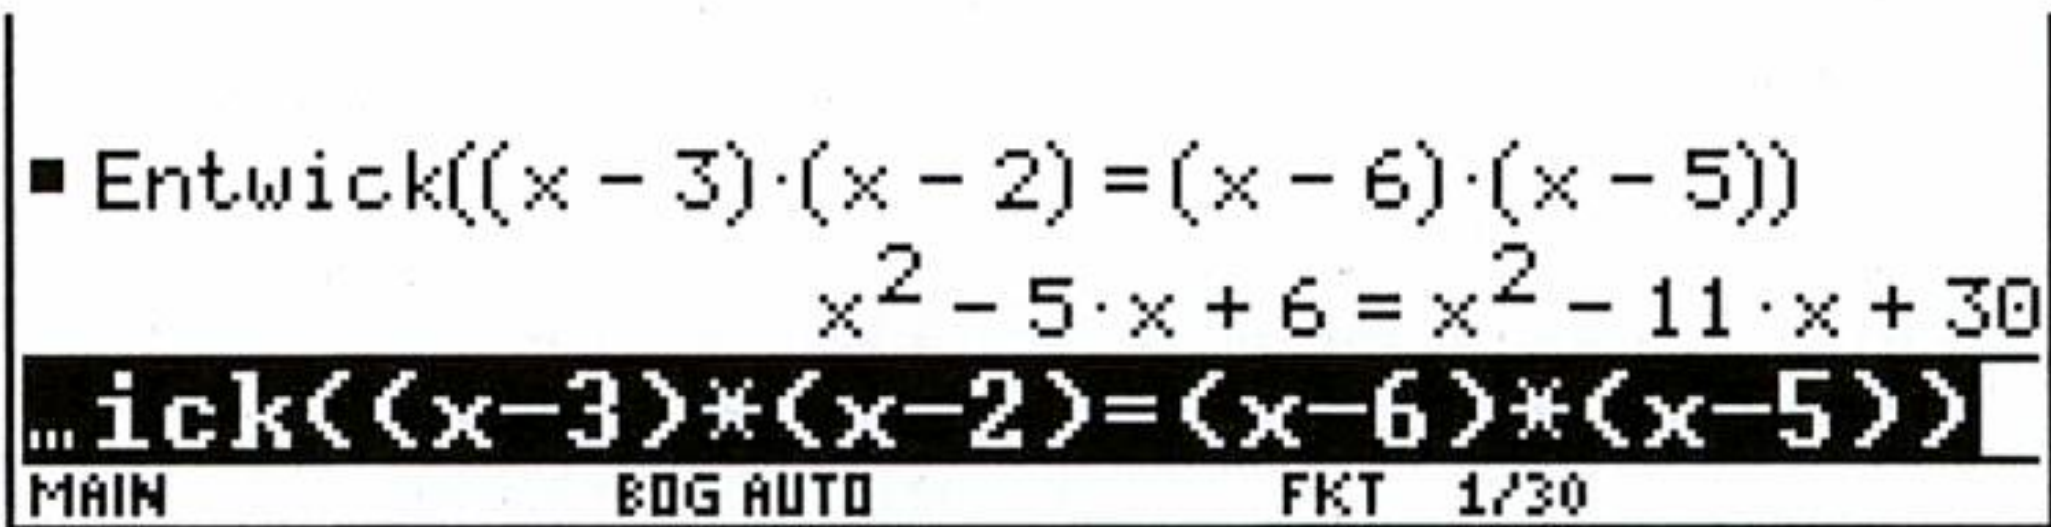 ■ Entwick((x − 3)·(x − 2) = (x − 6)·(x − 5))
x² − 5·x + 6 = x² − 11·x + 30
…ick((x−3)*(x−2)=(x−6)*(x−5))
MAIN BOG AUTO FKT 1/30